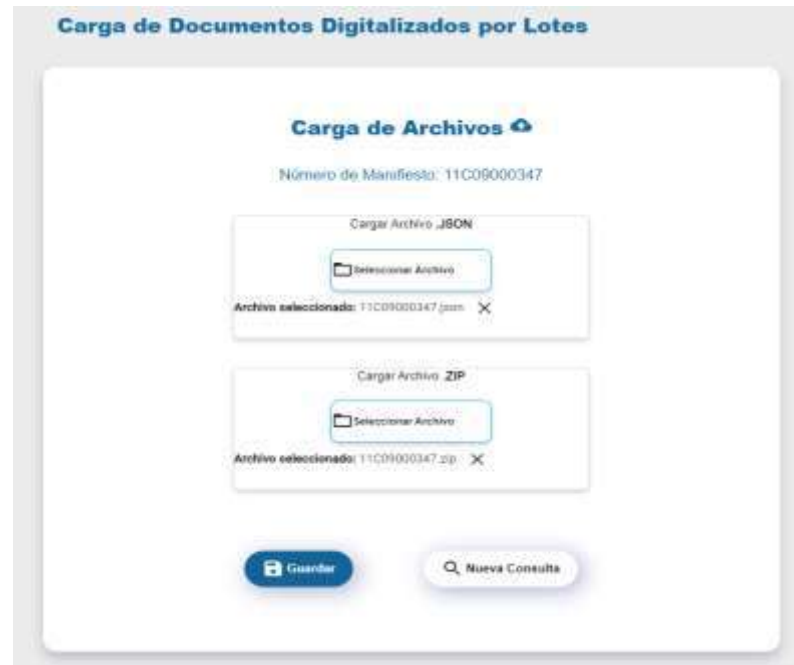 Carga de Documentos Digitalizados por Lotes
Carga de Archivos
Número de Manifiesto: 11C09000347
Cargar Archivo .JSON
Seleccionar Archivo
Archivo seleccionado: 11C09000347.json
Cargar Archivo .ZIP
Seleccionar Archivo
Archivo seleccionado: 11C09000347.zip
Guardar
Nueva Consulta